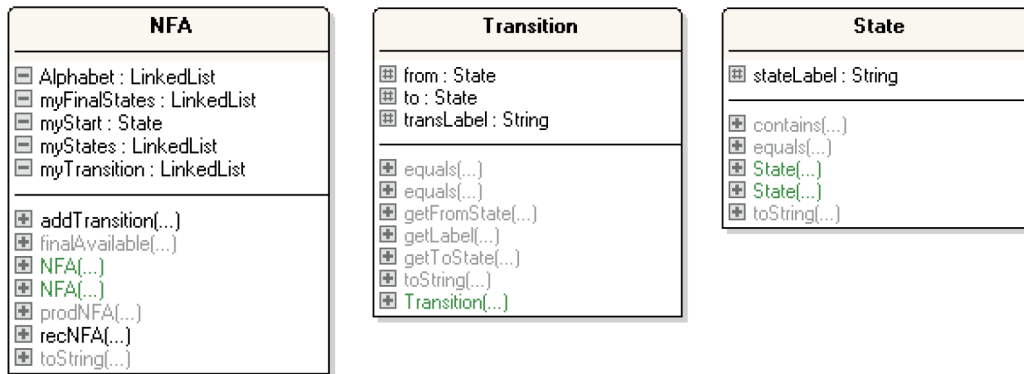 NFA
Alphabet : LinkedList
myFinalStates : LinkedList
myStart : State
myStates : LinkedList
myTransition : LinkedList
addTransition(...)
finalAvailable(...)
NFA(...)
NFA(...)
prodNFA(...)
recNFA(...)
toString(...)
Transition
from : State
to : State
transLabel : String
equals(...)
equals(...)
getFromState(...)
getLabel(...)
getToState(...)
toString(...)
Transition(...)
State
stateLabel : String
contains(...)
equals(...)
State(...)
State(...)
toString(...)